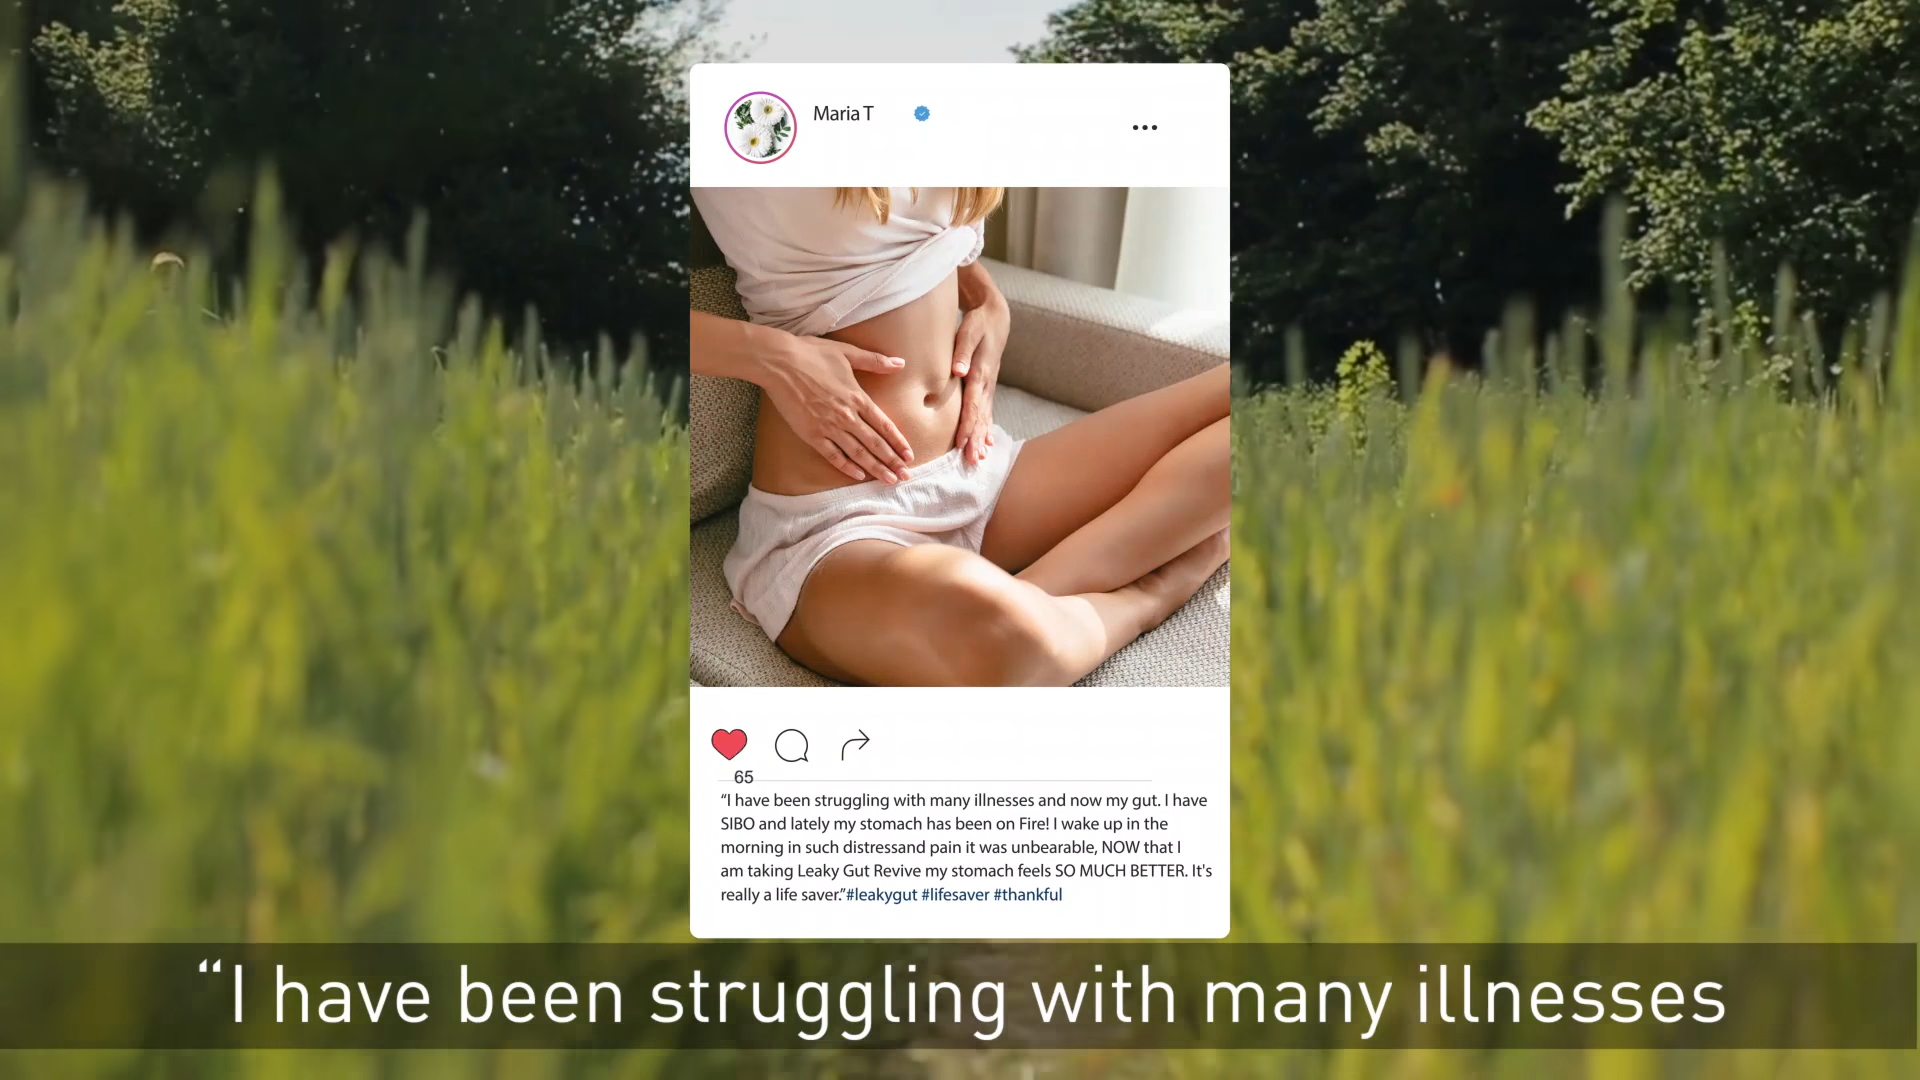 Maria T
65
“I have been struggling with many illnesses and now my gut. I have
SIBO and lately my stomach has been on Fire! I wake up in the
morning in such distressand pain it was unbearable, NOW that I
am taking Leaky Gut Revive my stomach feels SO MUCH BETTER. It's
really a life saver.”#leakygut #lifesaver #thankful
“I have been struggling with many illnesses